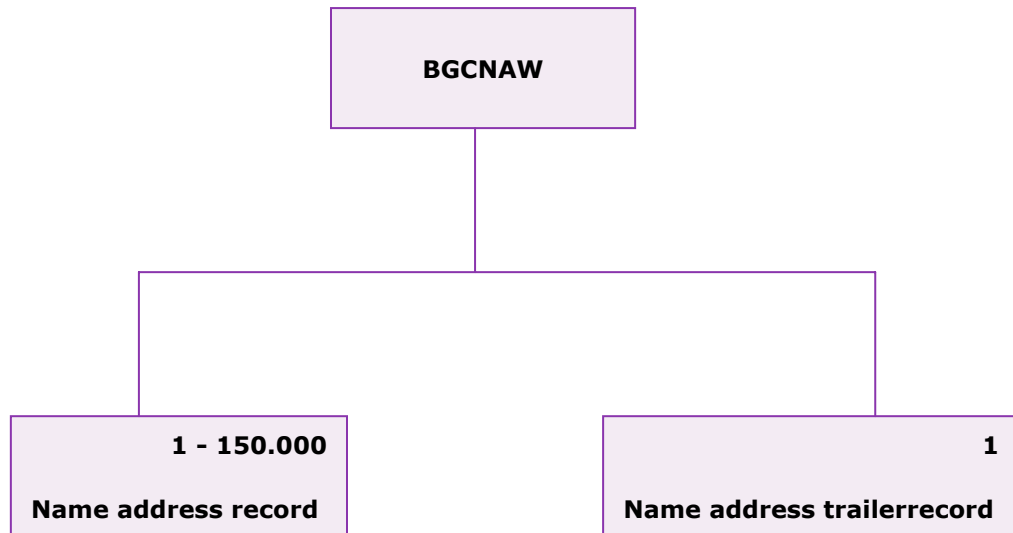 BGCNAW
1 - 150.000
Name address record
1
Name address trailerrecord